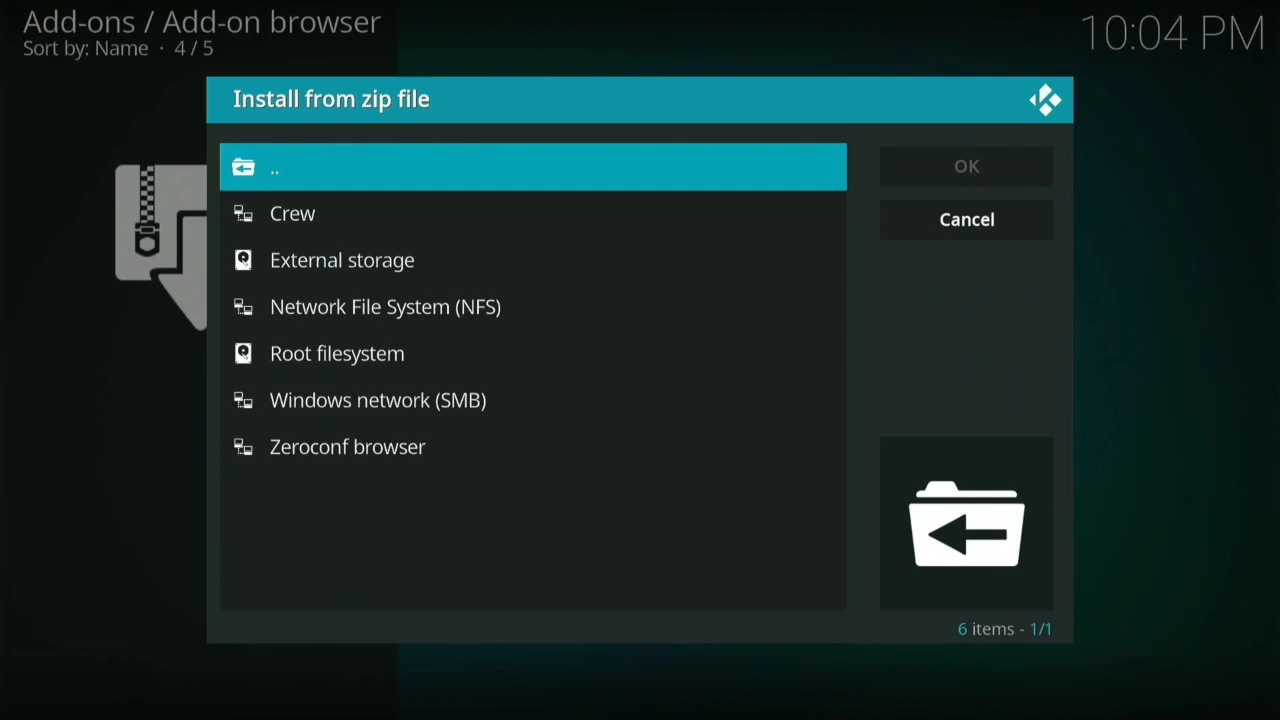 Add-ons / Add-on browser
Sort by: Name · 4 / 5
10:04 PM
Install from zip file
..
Crew
External storage
Network File System (NFS)
Root filesystem
Windows network (SMB)
Zeroconf browser
OK
Cancel
6 items - 1/1